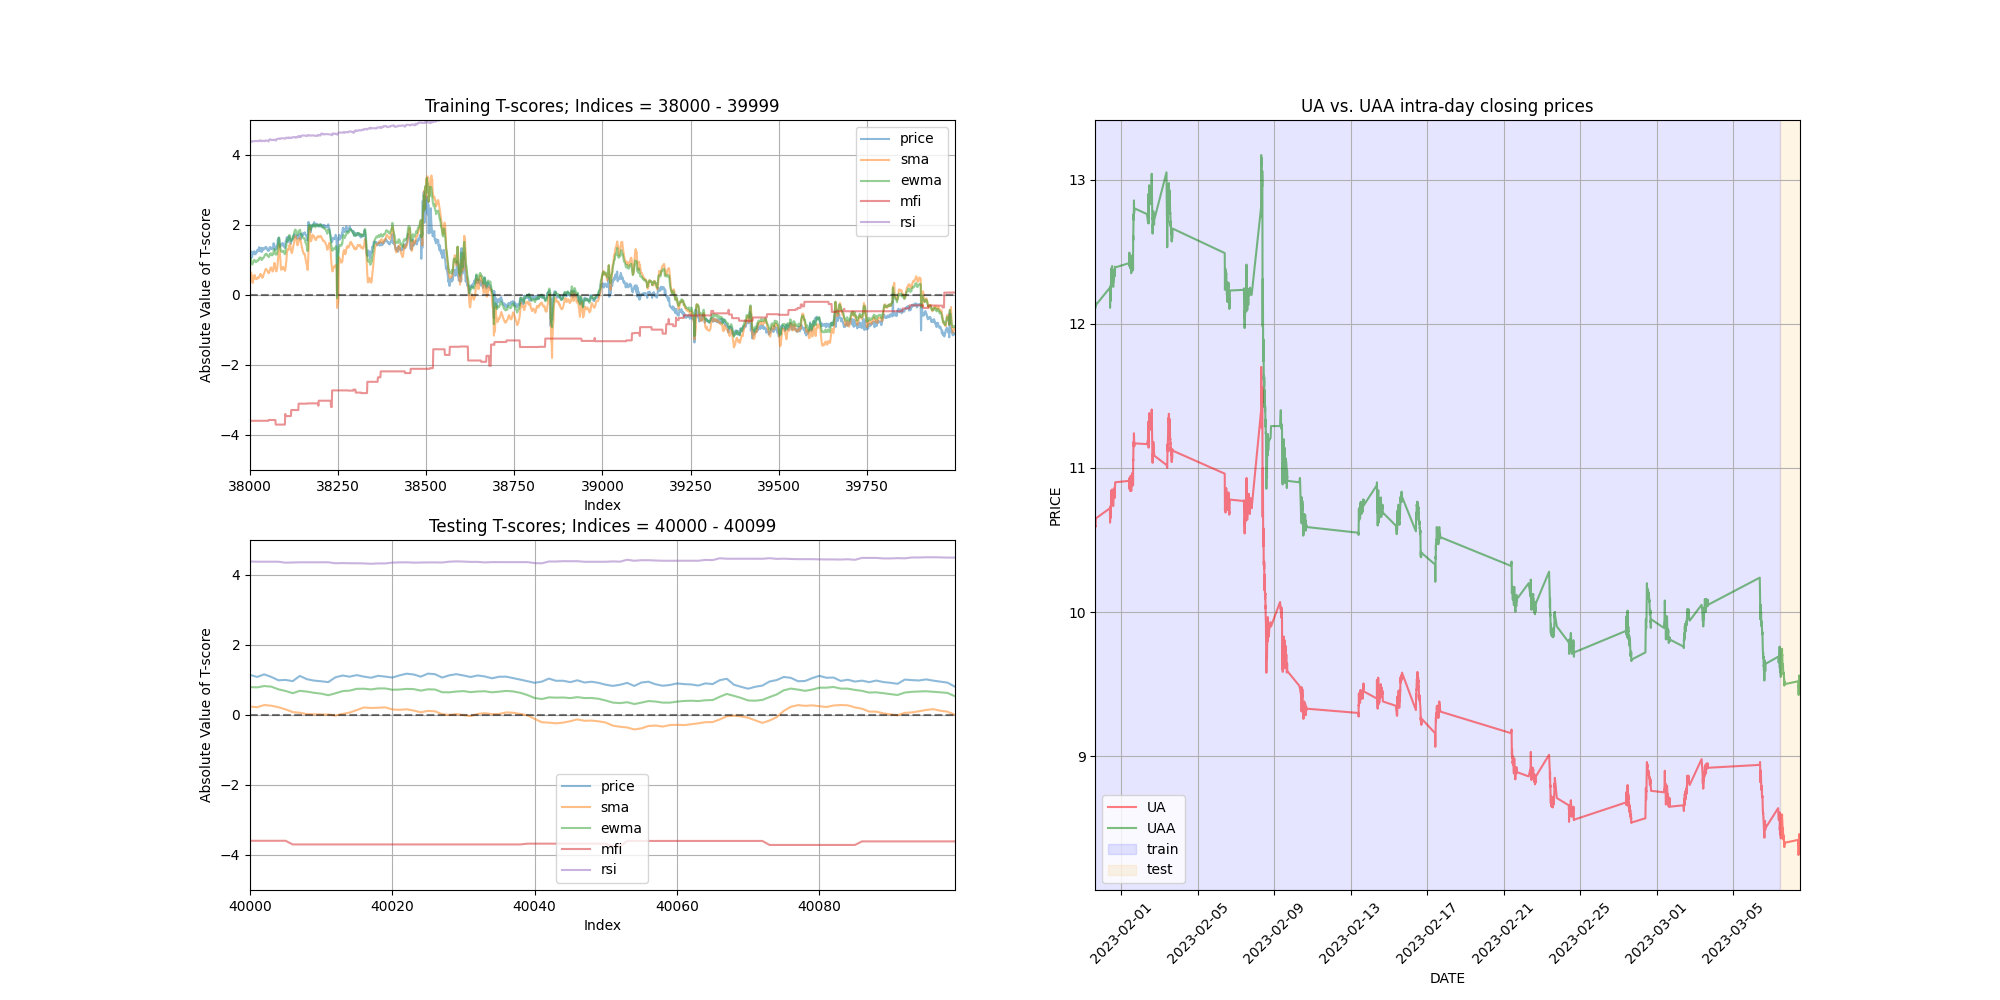 Training T-scores; Indices = 38000 - 39999
Absolute Value of T-score
4
2
0
−2
−4
38000 38250 38500 38750 39000 39250 39500 39750
Index
price
sma
ewma
mfi
rsi
Testing T-scores; Indices = 40000 - 40099
Absolute Value of T-score
4
2
0
−2
−4
40000 40020 40040 40060 40080
Index
price
sma
ewma
mfi
rsi
UA vs. UAA intra-day closing prices
PRICE
13
12
11
10
9
UA
UAA
train
test
2023-02-01 2023-02-05 2023-02-09 2023-02-13 2023-02-17 2023-02-21 2023-02-25 2023-03-01 2023-03-05
DATE